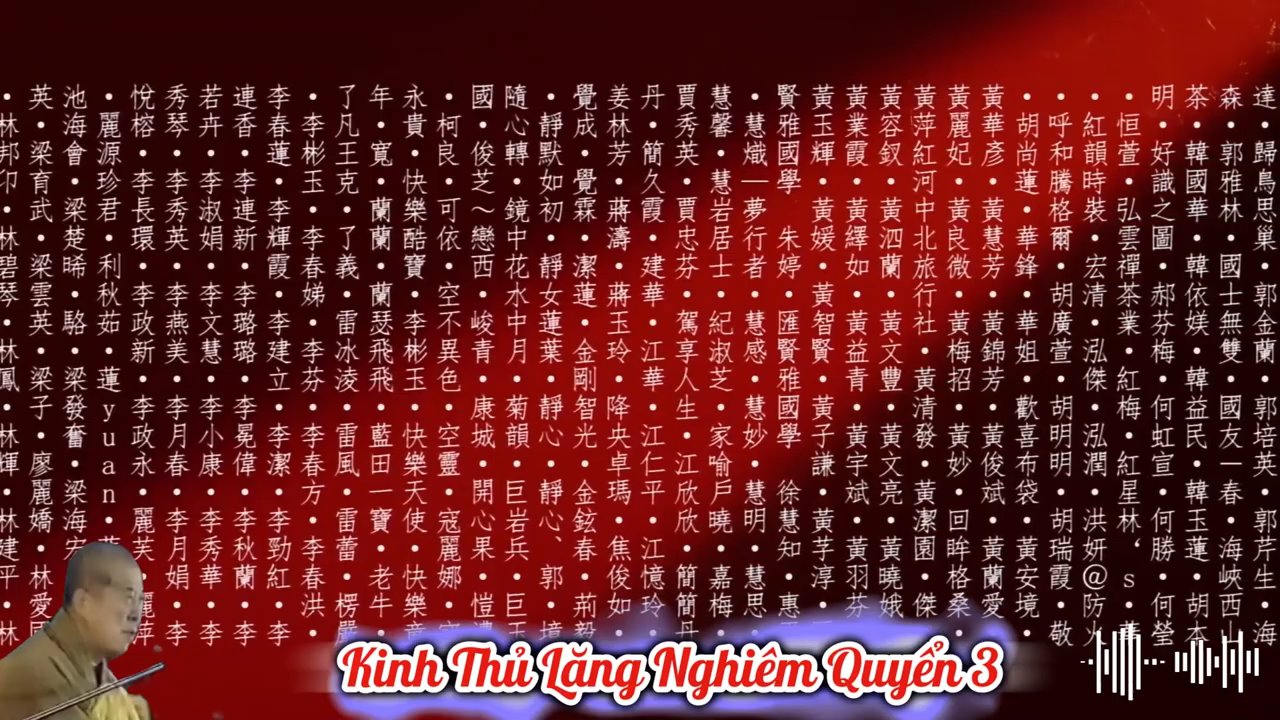 達・歸鳥思巢・郭金蘭・郭培英・郭芹生・海
森・郭雅林・國士無雙・國友一春・海峽西
茶・韓國華・韓依媄・韓益民・韓玉蓮・胡本
明・好識之圖・郝芬梅・何虹宣・何勝・何瑩
・恒萱・弘雲禪茶業・紅梅・紅星林，s
・紅韻時裝・宏清・泓傑・泓潤・洪妍@防火
・呼和騰格爾・胡廣萱・胡明明・胡瑞霞・敬
・胡尚蓮・華鋒・華姐・歡喜布袋・黃安境・
黃華彥・黃慧芳・黃錦芳・黃俊斌・黃蘭愛・
黃麗妃・黃良微・黃梅招・黃妙・回眸格桑・
黃萍紅河中北旅行社・黃清發・黃潔園・傑
黃容釵・黃泗蘭・黃文豐・黃文亮・黃曉娥・
黃業霞・黃繹如・黃益青・黃宇斌・黃羽芬・
黃玉輝・黃媛・黃智賢・黃子謙・黃芓淳・
賢雅國學 朱婷・匯賢雅國學 徐慧知・惠
・慧熾一夢行者・慧感・慧妙・慧明・慧思・
慧馨・慧岩居士・紀淑芝・家喻戶曉・嘉梅・
賈秀英・賈忠芬・駕享人生・江欣欣・簡簡丹
丹・簡久霞・建華・江華・江仁平・江憶玲・
姜林芳・蔣濤・蔣玉玲・降央卓瑪・焦俊如・
覺成・覺霖・潔蓮・金剛智光・金鉉春・荊毅
・靜默如初・靜女蓮葉・靜心・靜心、郭・境
隨心轉・鏡中花水中月・菊韻・巨岩兵・巨
國・俊芝～戀西・峻青・康城・開心果・愷
・柯良・可依・空不異色・空靈・寇麗娜・
永貴・快樂酷寶・李彬玉・快樂天使・快樂
年・寬・蘭蘭・蘭瑟飛飛・藍田一寶・老牛・
了凡王克・了義・雷冰凌・雷風・雷蕾・楞嚴
・李彬玉・李春娣・李芬・李春方・李春洪・
李春蓮・李輝霞・李建立・李潔・李勁紅・李
連香・李連新・李璐璐・李冕偉・李秋蘭・李
若卉・李淑娟・李文慧・李小康・李秀華・李
秀琴・李秀英・李燕美・李月春・李月娟・李
悅榕・李長環・李政新・李政永・麗芙・麗萍
・麗源珍君・利秋茹・蓮yuan・
池海會・梁楚晞・駱・梁發奮・梁海
英・梁育武・梁雲英・梁子・廖麗嬌・林愛
・林邦印・林碧琴・林鳳・林輝・林建平・林
Kinh Thủ Lăng Nghiêm Quyển 3